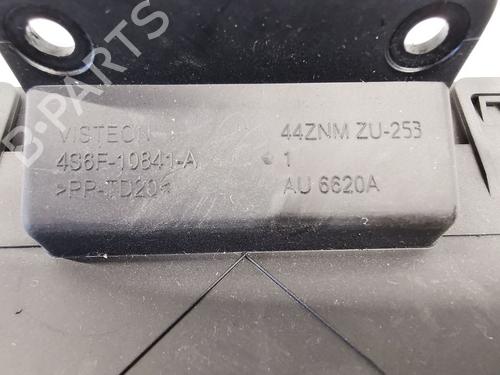 VISTEON
4S6F-10841-A
>PP-TD20<
44ZNM ZU-253
1
AU 6620A
B-PARTS